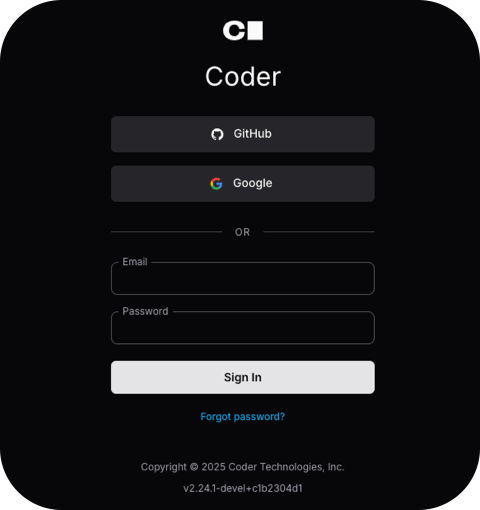 Coder
GitHub
Google
OR
Email
Password
Sign In
Forgot password?
Copyright © 2025 Coder Technologies, Inc.
v2.24.1-devel+c1b2304d1